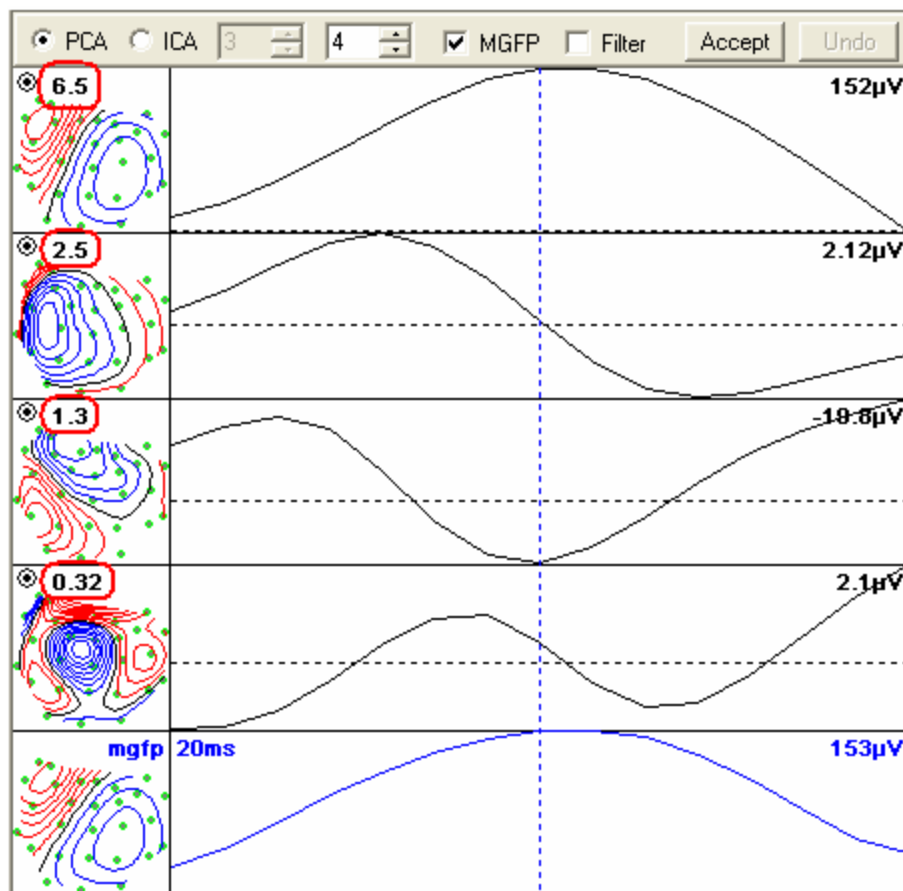 PCA ICA 3 4 MGFP Filter Accept Undo
6.5 152µV
2.5 2.12µV
1.3 -19.8µV
0.32 2.1µV
mgfp 20ms 153µV